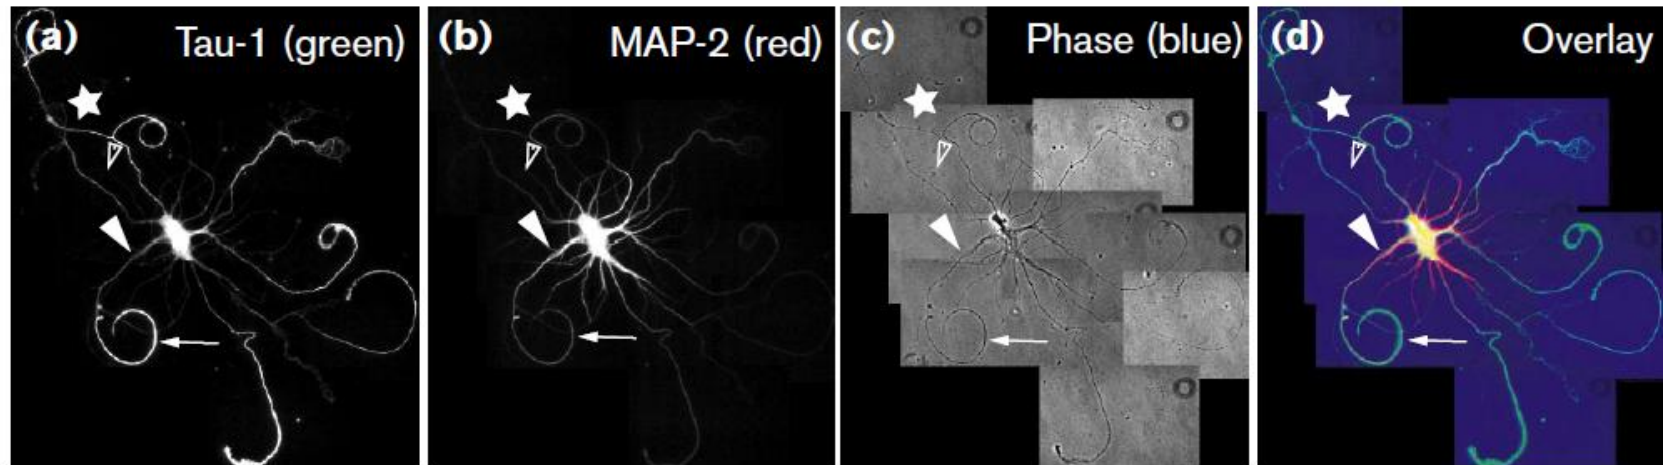 (a) Tau-1 (green)
(b) MAP-2 (red)
(c) Phase (blue)
(d) Overlay